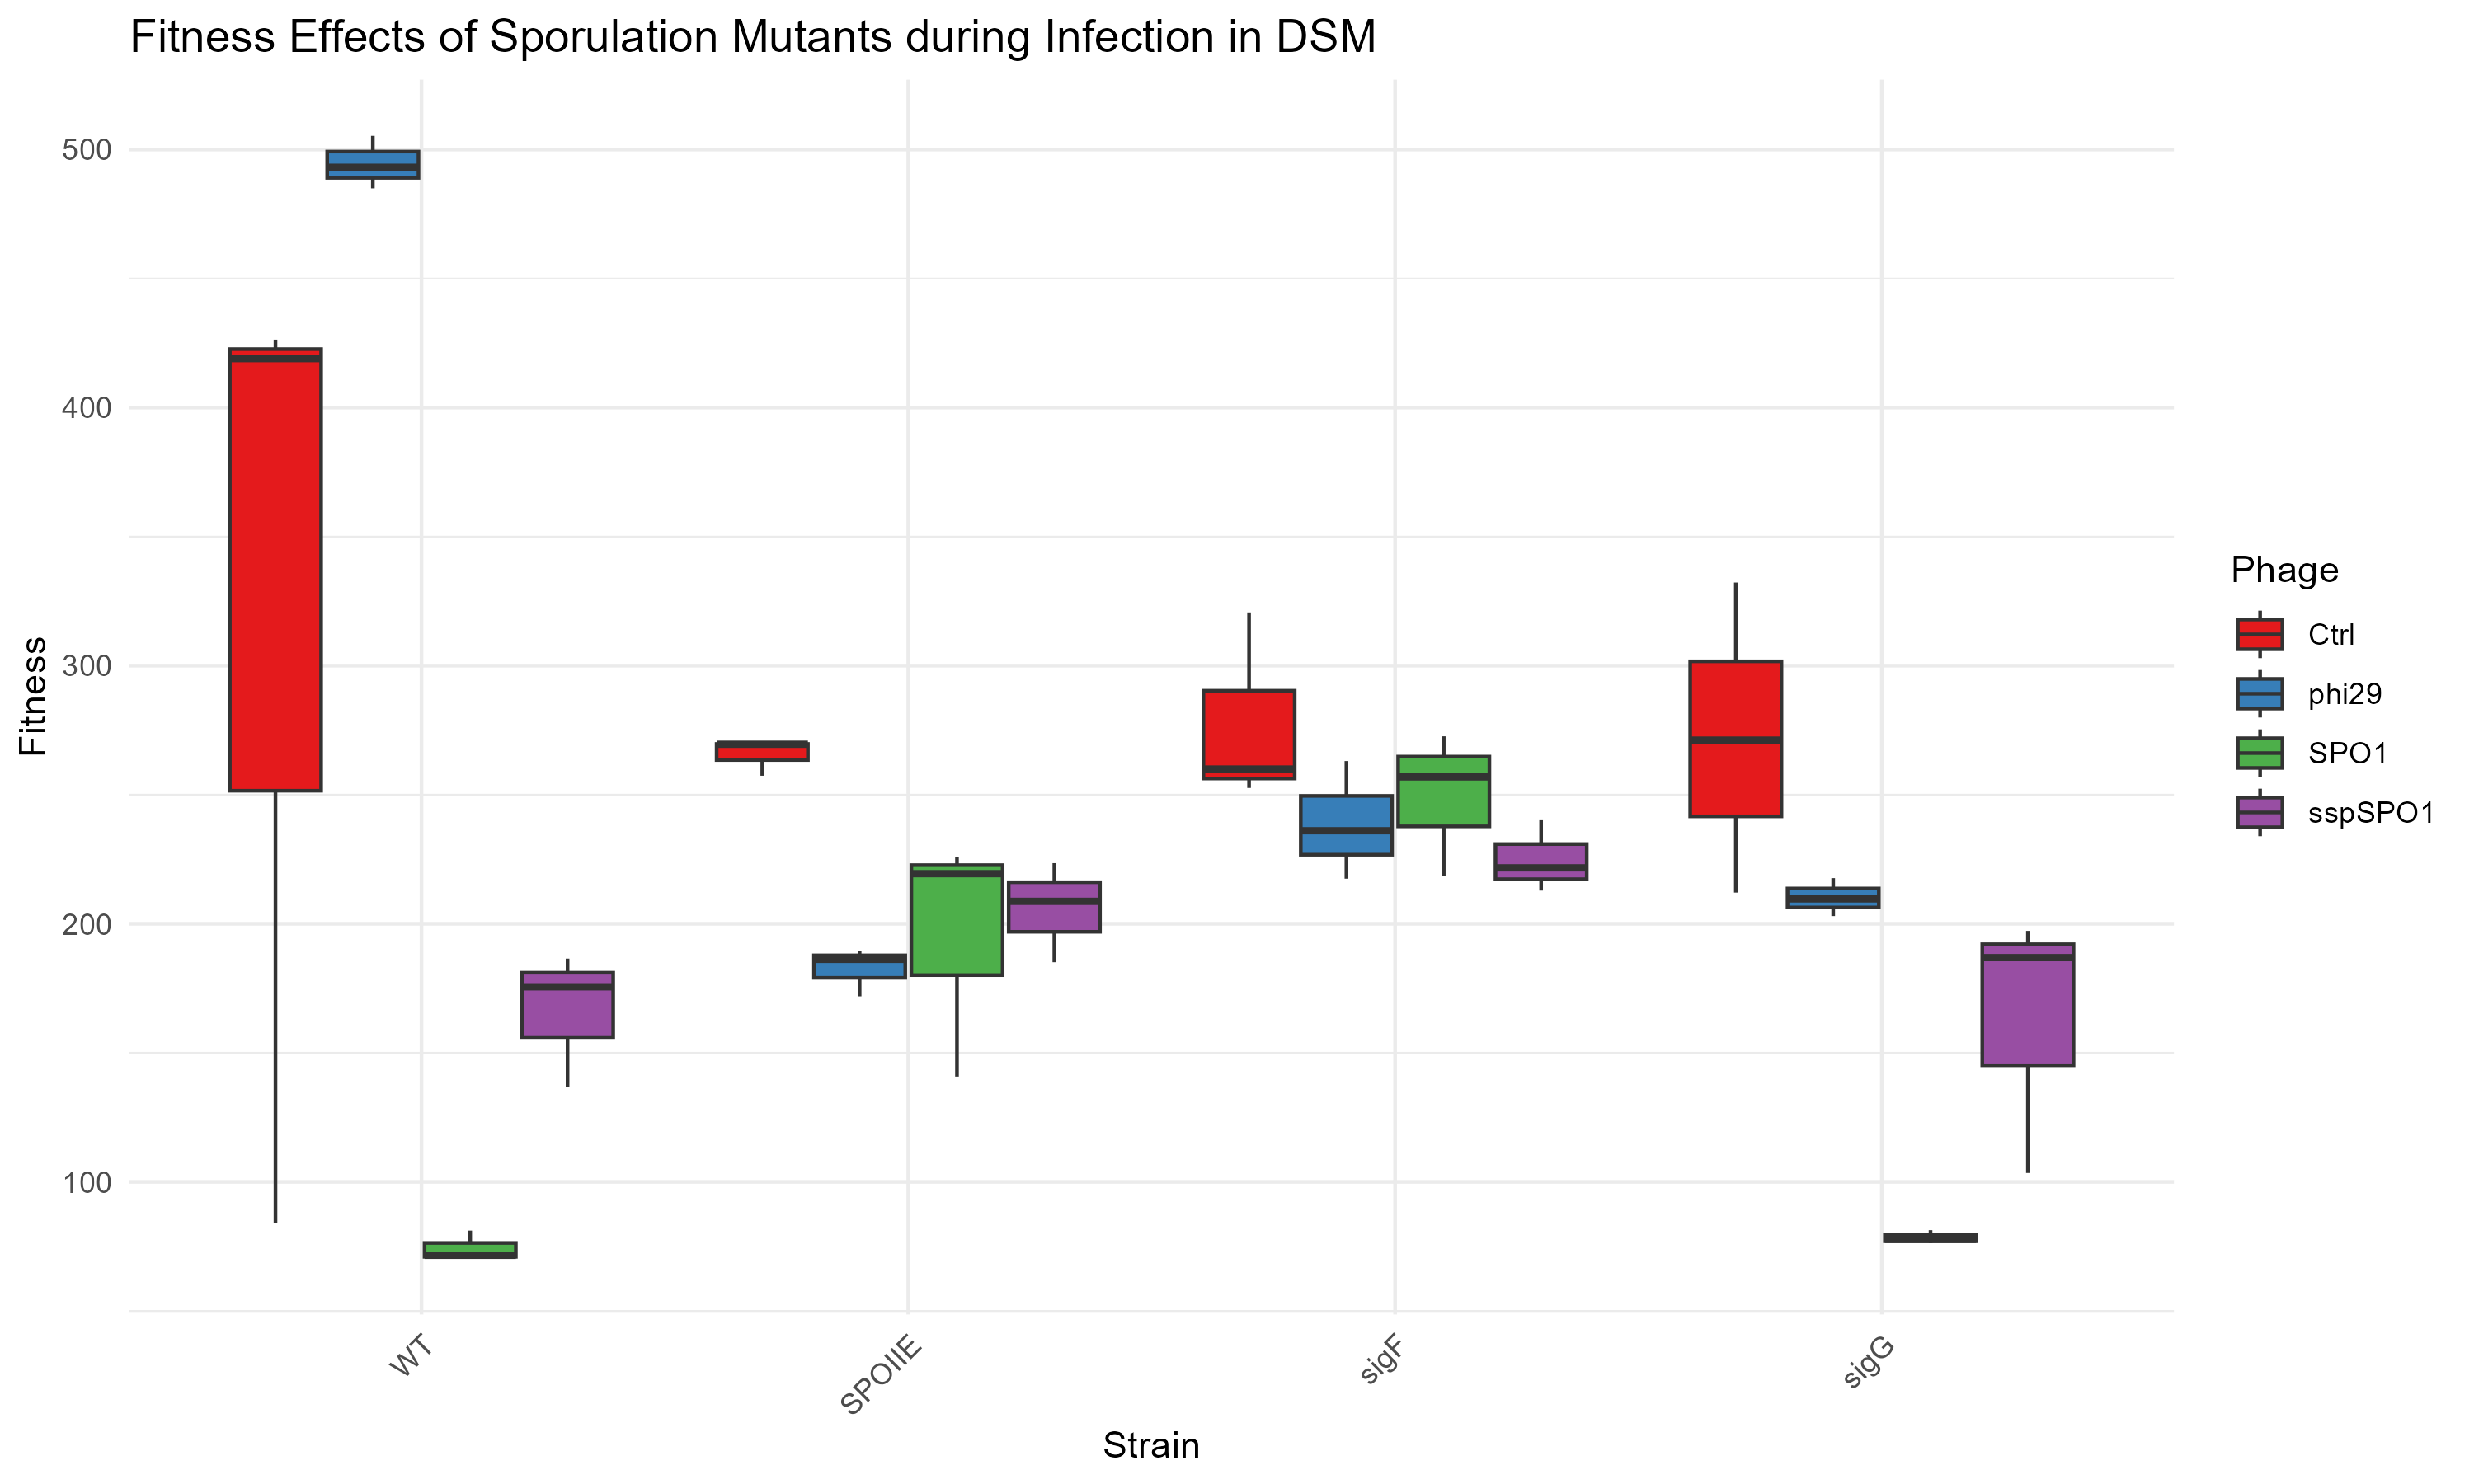 Fitness Effects of Sporulation Mutants during Infection in DSM
500
400
300
200
100
Fitness
WT
SPOIIE
sigF
sigG
Strain
Phage
Ctrl
phi29
SPO1
sspSPO1